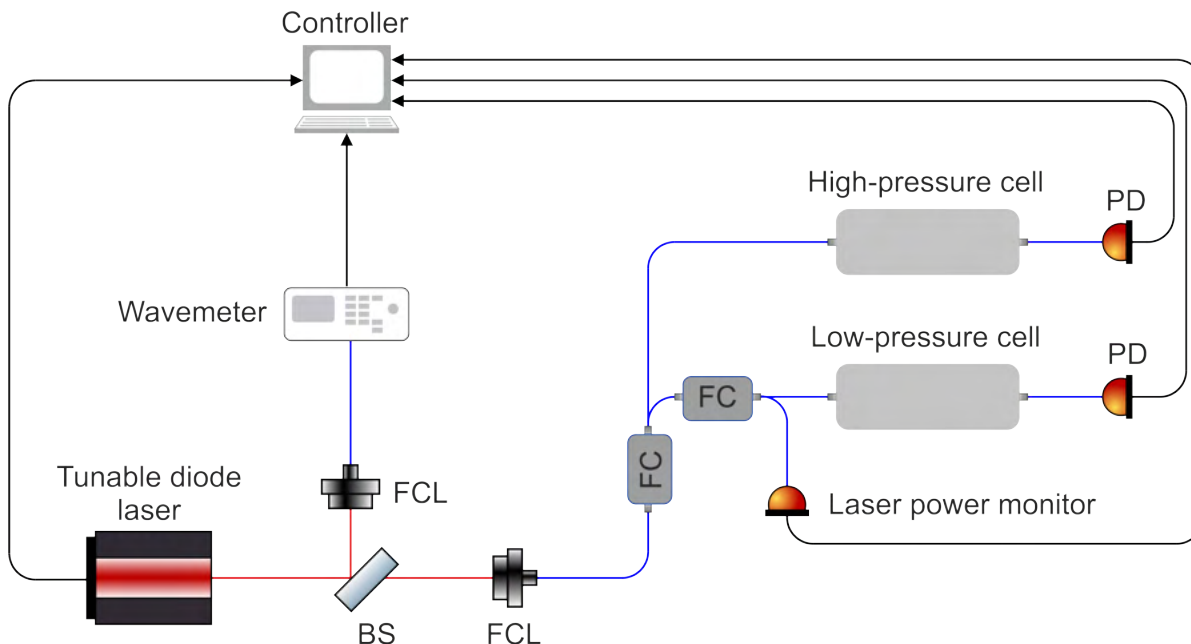 Controller
High-pressure cell
PD
Wavemeter
Low-pressure cell
PD
FC
FC
Tunable diode
laser
FCL
Laser power monitor
BS
FCL